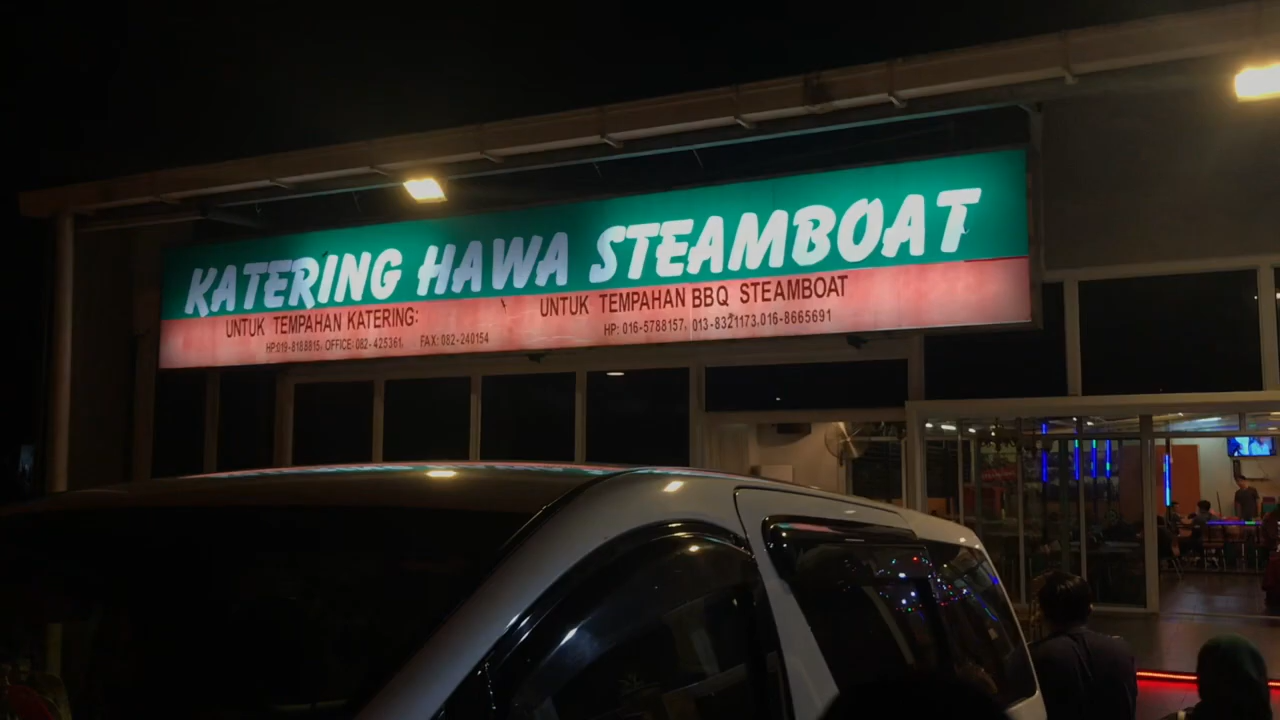 KATERING HAWA STEAMBOAT
UNTUK TEMPAHAN KATERING:
HP:019-8188815, OFFICE: 082-425361, FAX: 082-240154
UNTUK TEMPAHAN BBQ STEAMBOAT
HP: 016-5788157, 013-8321173,016-8665691